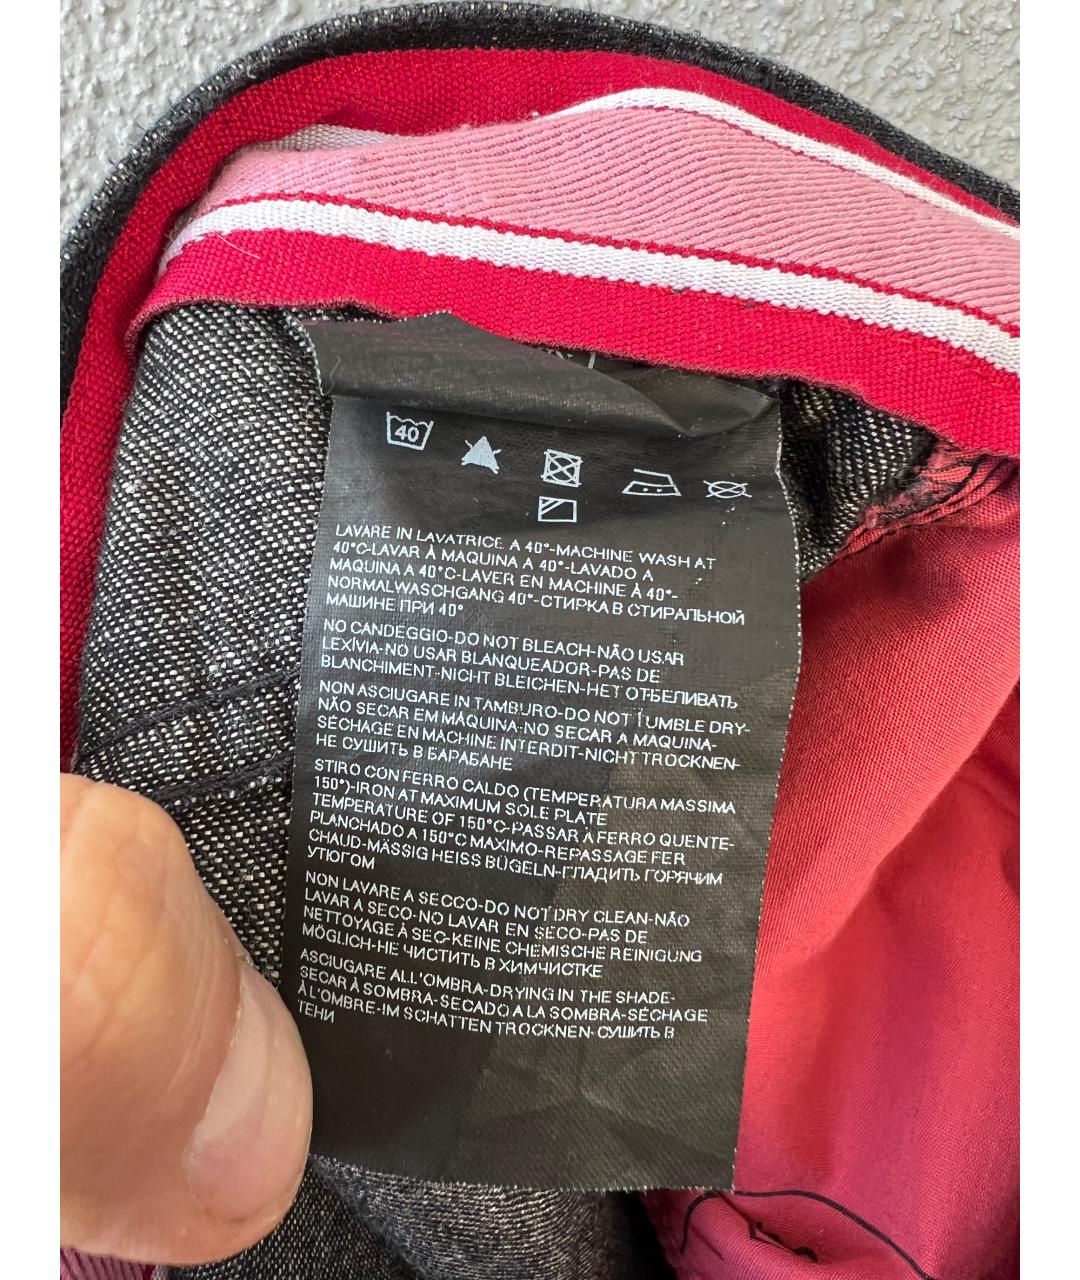 40
LAVARE IN LAVATRICE A 40°-MACHINE WASH AT
40°C-LAVAR À MAQUINA A 40°-LAVADO A
MAQUINA A 40°C-LAVER EN MACHINE À 40°-
NORMALWASCHGANG 40°-СТИРКА В СТИРАЛЬНОЙ
МАШИНЕ ПРИ 40°
NO CANDEGGIO-DO NOT BLEACH-NÃO USAR
LEXÍVIA-NO USAR BLANQUEADOR-PAS DE
BLANCHIMENT-NICHT BLEICHEN-НЕТ ОТБЕЛИВАТЬ
NON ASCIUGARE IN TAMBURO-DO NOT TUMBLE DRY-
NÃO SECAR EM MÁQUINA-NO SECAR A MAQUINA-
SÉCHAGE EN MACHINE INTERDIT-NICHT TROCKNEN-
НЕ СУШИТЬ В БАРАБАНЕ
STIRO CON FERRO CALDO (TEMPERATURA MASSIMA
150°)-IRON AT MAXIMUM SOLE PLATE
TEMPERATURE OF 150°C-PASSAR À FERRO QUENTE-
PLANCHADO A 150°C MAXIMO-REPASSAGE FER
CHAUD-MÄSSIG HEISS BÜGELN-ГЛАДИТЬ ГОРЯЧИМ
УТЮГОМ
NON LAVARE A SECCO-DO NOT DRY CLEAN-NÃO
LAVAR A SECO-NO LAVAR EN SECO-PAS DE
NETTOYAGE À SEC-KEINE CHEMISCHE REINIGUNG
MÖGLICH-НЕ ЧИСТИТЬ В ХИМЧИСТКЕ
ASCIUGARE ALL'OMBRA-DRYING IN THE SHADE-
SECAR À SOMBRA-SECADO A LA SOMBRA-SÉCHAGE
À L'OMBRE-IM SCHATTEN TROCKNEN-СУШИТЬ В
ТЕНИ